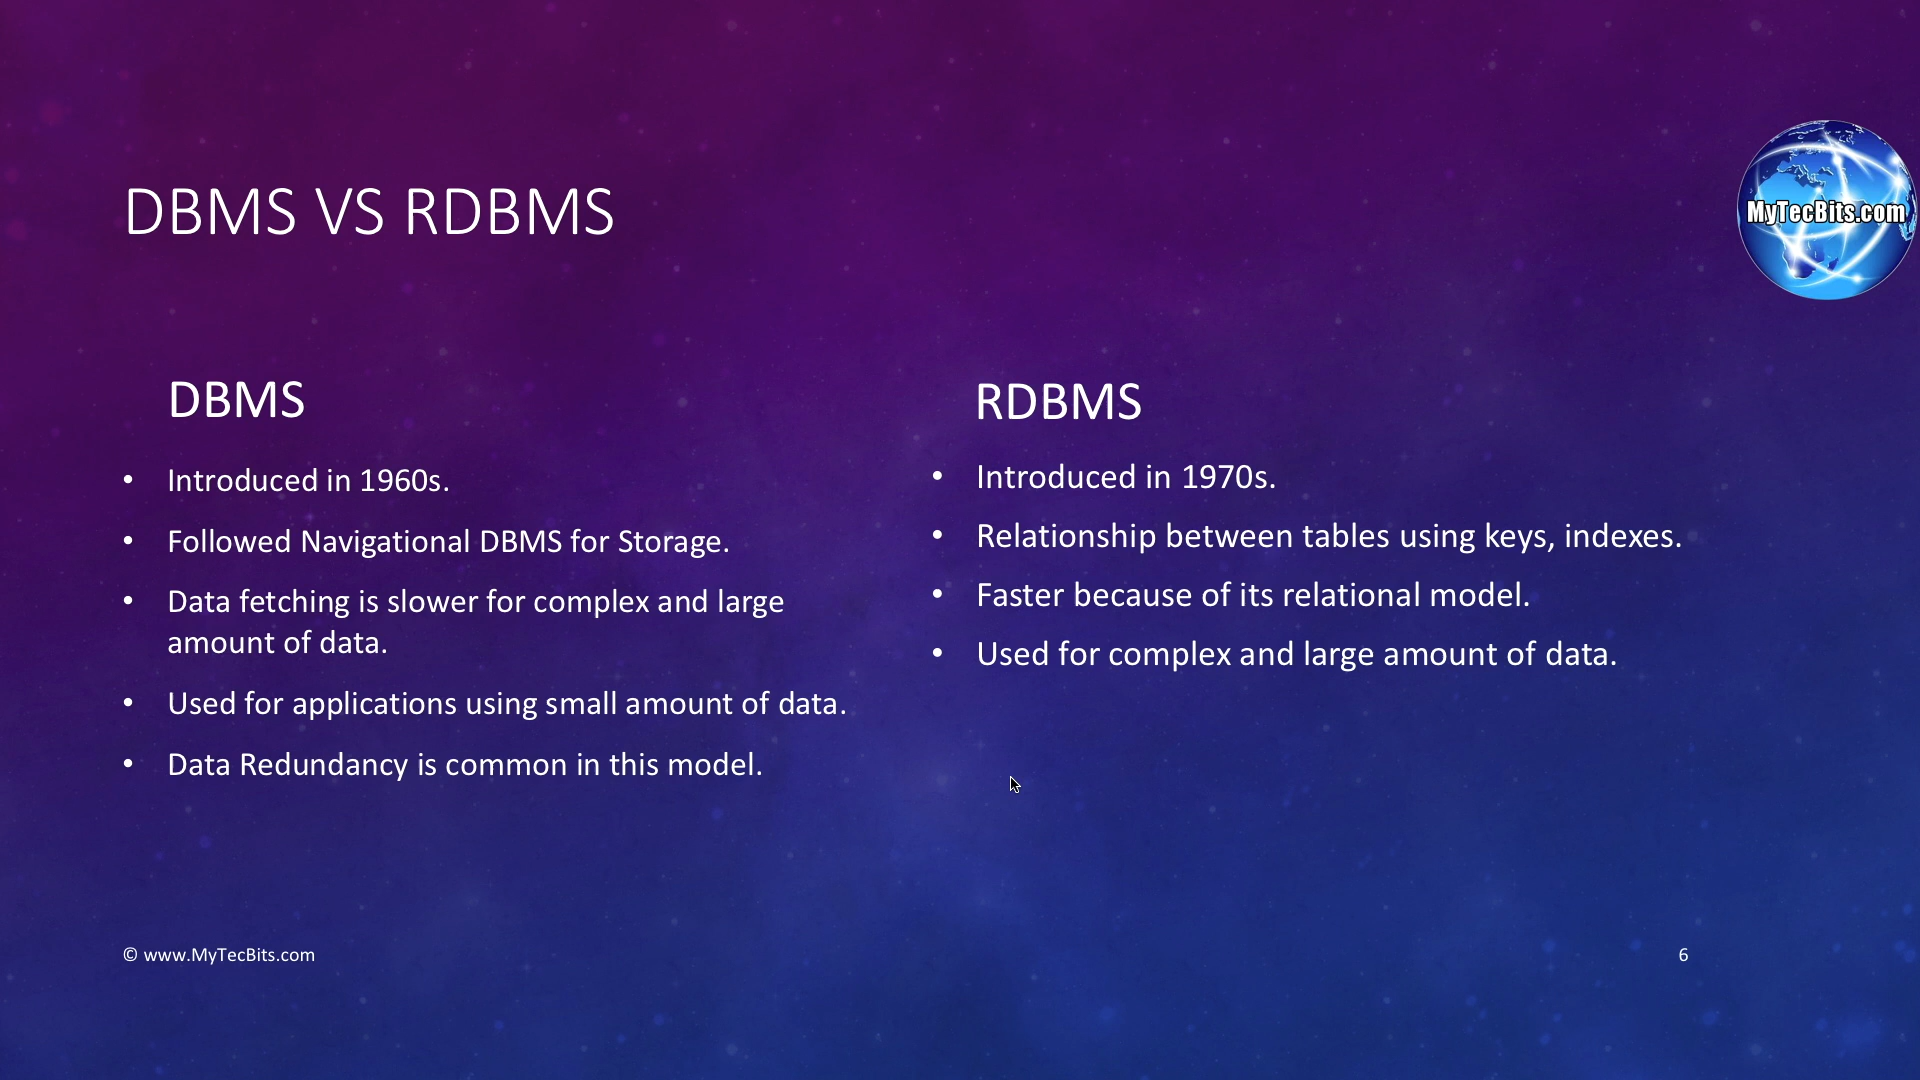 DBMS VS RDBMS
MyTecBits.com
DBMS
• Introduced in 1960s.
• Followed Navigational DBMS for Storage.
• Data fetching is slower for complex and large
amount of data.
• Used for applications using small amount of data.
• Data Redundancy is common in this model.
RDBMS
• Introduced in 1970s.
• Relationship between tables using keys, indexes.
• Faster because of its relational model.
• Used for complex and large amount of data.
© www.MyTecBits.com
6